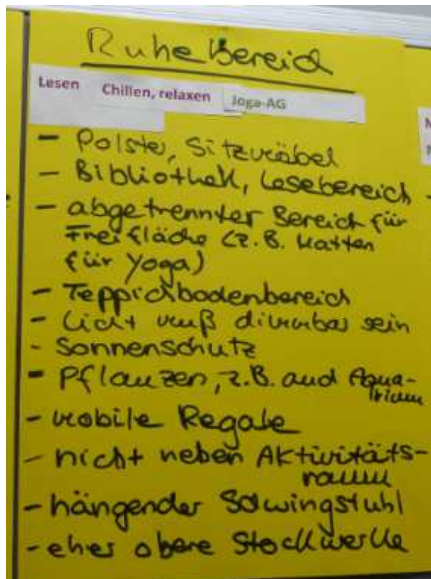 Ruhebereich
Lesen Chillen, relaxen Joga-AG
- Polster, Sitzmöbel
- Bibliothek, Lesebereich
- abgetrennter Bereich für
Freifläche (z.B. Matten
für Yoga)
- Teppichbodenbereich
- Licht muß dimmbar sein
- Sonnenschutz
- Pflanzen, z.B. auch Aqua-
rium
- mobile Regale
- nicht neben Aktivitäts-
raum
- hängender Schwingstuhl
- eher obere Stockwerke